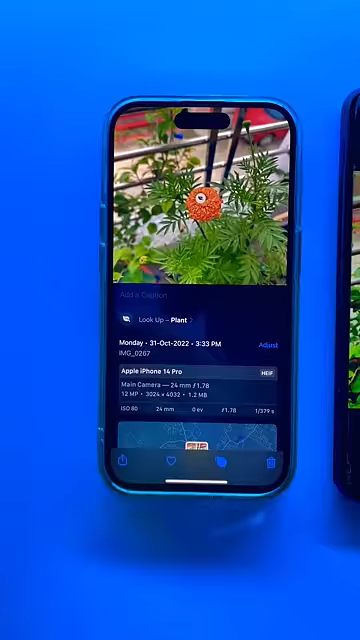 Add a Caption
Look Up – Plant
Monday • 31-Oct-2022 • 3:33 PM
Adjust
IMG_0267
Apple iPhone 14 Pro
HEIF
Main Camera — 24 mm ƒ1.78
12 MP • 3024 x 4032 • 1.2 MB
ISO 80 24 mm 0 ev ƒ1.78 1/379 s